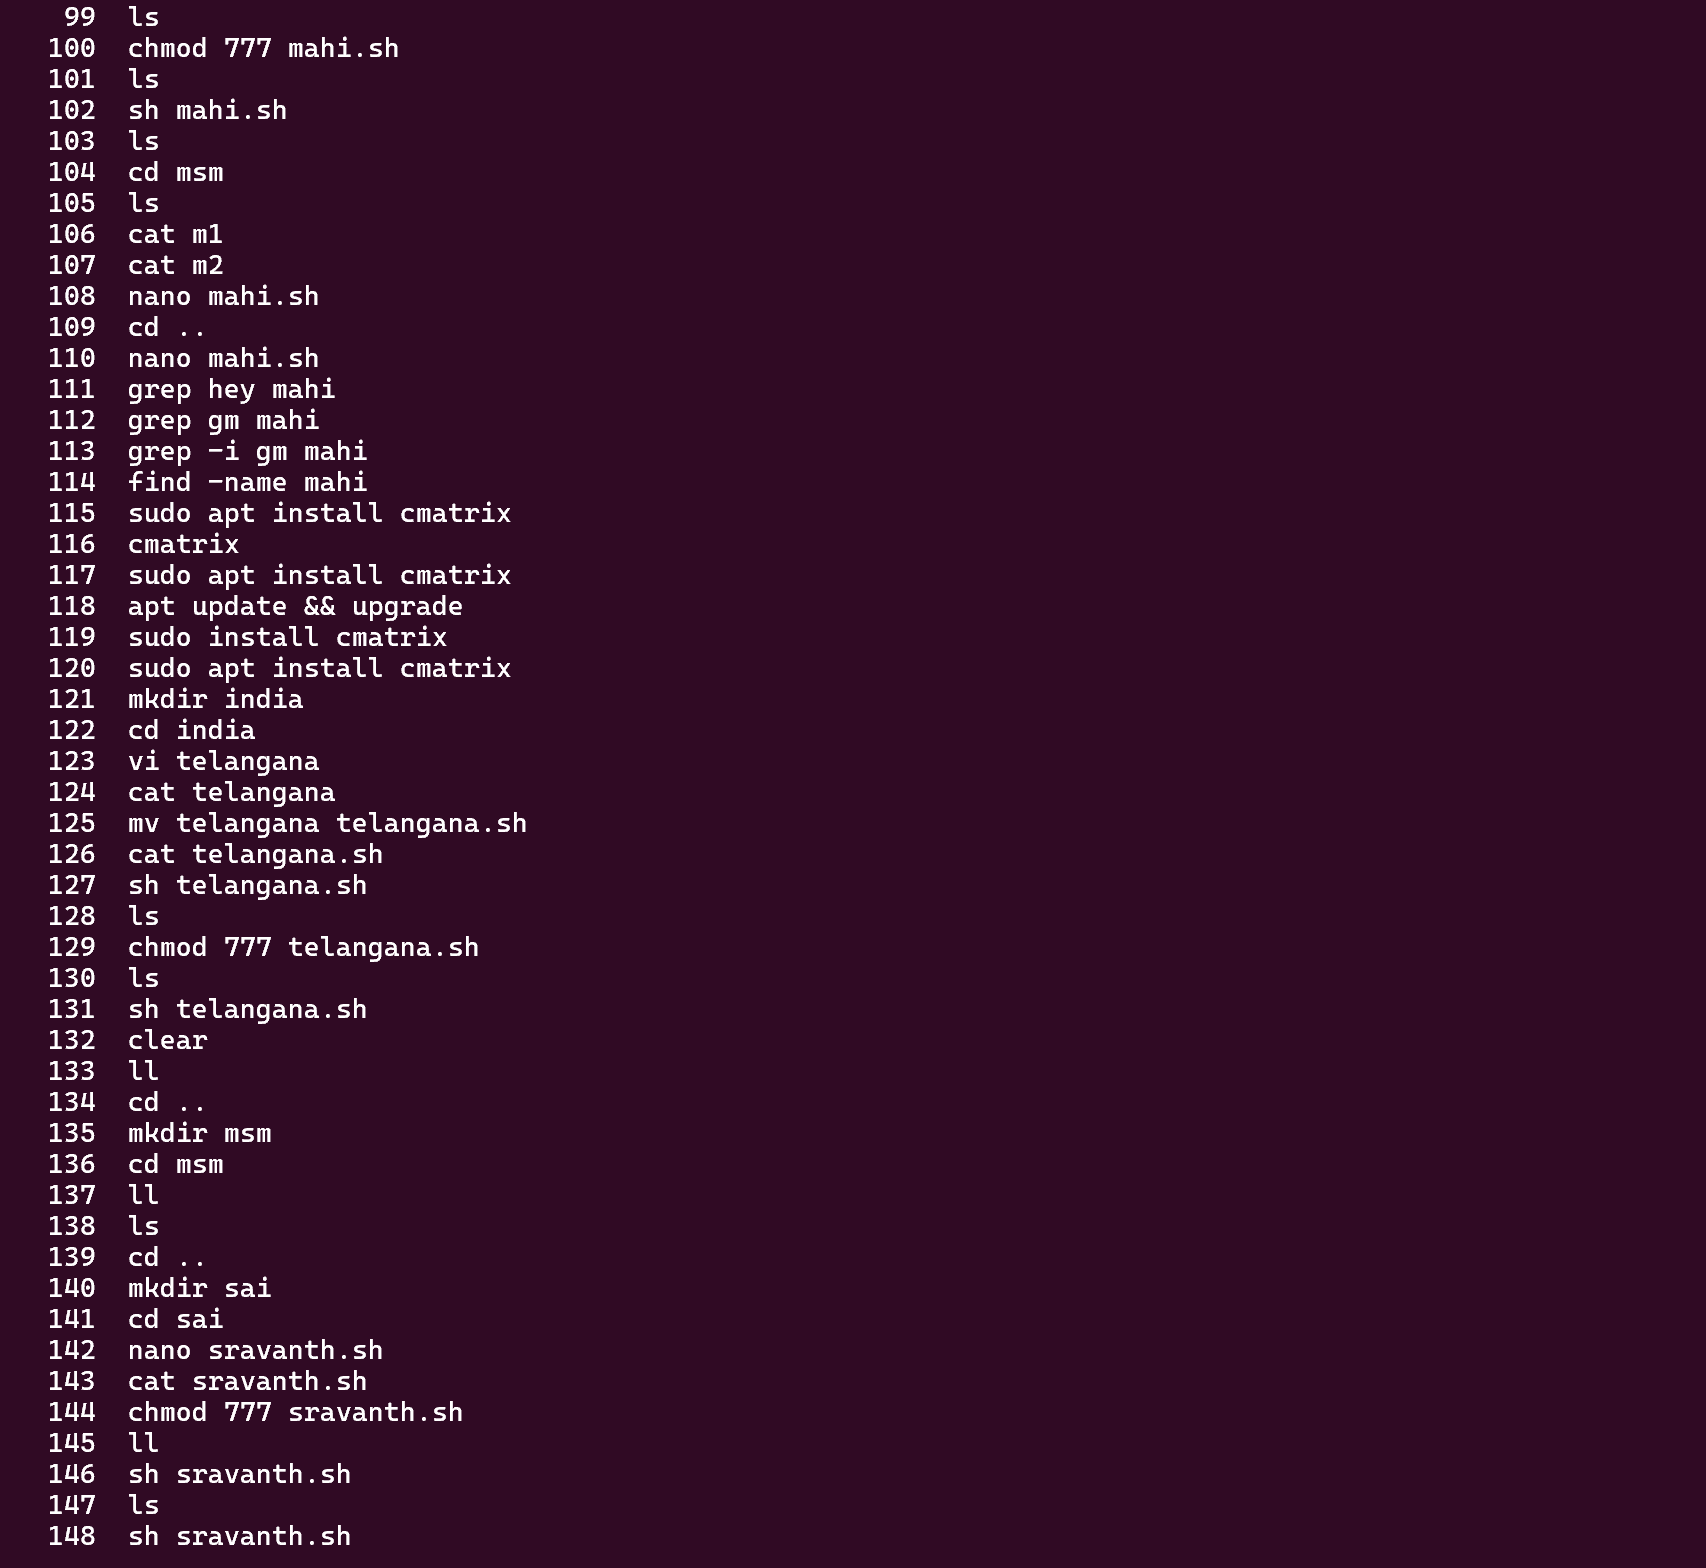 99 ls
100 chmod 777 mahi.sh
101 ls
102 sh mahi.sh
103 ls
104 cd msm
105 ls
106 cat m1
107 cat m2
108 nano mahi.sh
109 cd ..
110 nano mahi.sh
111 grep hey mahi
112 grep gm mahi
113 grep -i gm mahi
114 find -name mahi
115 sudo apt install cmatrix
116 cmatrix
117 sudo apt install cmatrix
118 apt update && upgrade
119 sudo install cmatrix
120 sudo apt install cmatrix
121 mkdir india
122 cd india
123 vi telangana
124 cat telangana
125 mv telangana telangana.sh
126 cat telangana.sh
127 sh telangana.sh
128 ls
129 chmod 777 telangana.sh
130 ls
131 sh telangana.sh
132 clear
133 ll
134 cd ..
135 mkdir msm
136 cd msm
137 ll
138 ls
139 cd ..
140 mkdir sai
141 cd sai
142 nano sravanth.sh
143 cat sravanth.sh
144 chmod 777 sravanth.sh
145 ll
146 sh sravanth.sh
147 ls
148 sh sravanth.sh